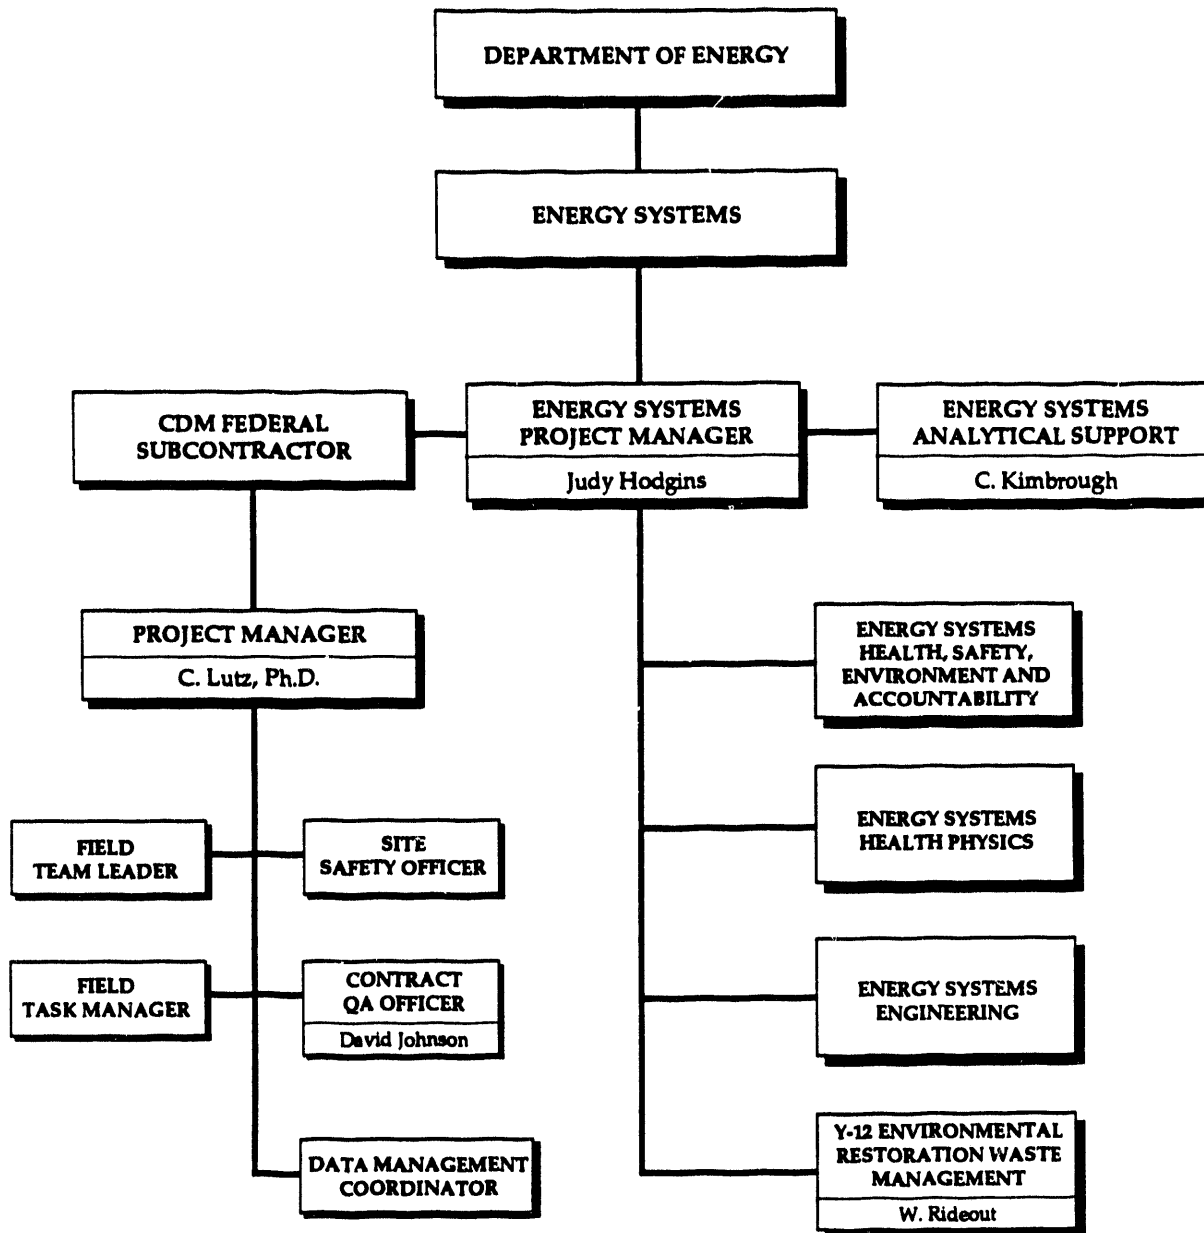 DEPARTMENT OF ENERGY
ENERGY SYSTEMS
CDM FEDERAL
SUBCONTRACTOR
ENERGY SYSTEMS
PROJECT MANAGER
Judy Hodgins
ENERGY SYSTEMS
ANALYTICAL SUPPORT
C. Kimbrough
PROJECT MANAGER
C. Lutz, Ph.D.
FIELD
TEAM LEADER
SITE
SAFETY OFFICER
FIELD
TASK MANAGER
CONTRACT
QA OFFICER
David Johnson
DATA MANAGEMENT
COORDINATOR
ENERGY SYSTEMS
HEALTH, SAFETY,
ENVIRONMENT AND
ACCOUNTABILITY
ENERGY SYSTEMS
HEALTH PHYSICS
ENERGY SYSTEMS
ENGINEERING
Y-12 ENVIRONMENTAL
RESTORATION WASTE
MANAGEMENT
W. Rideout